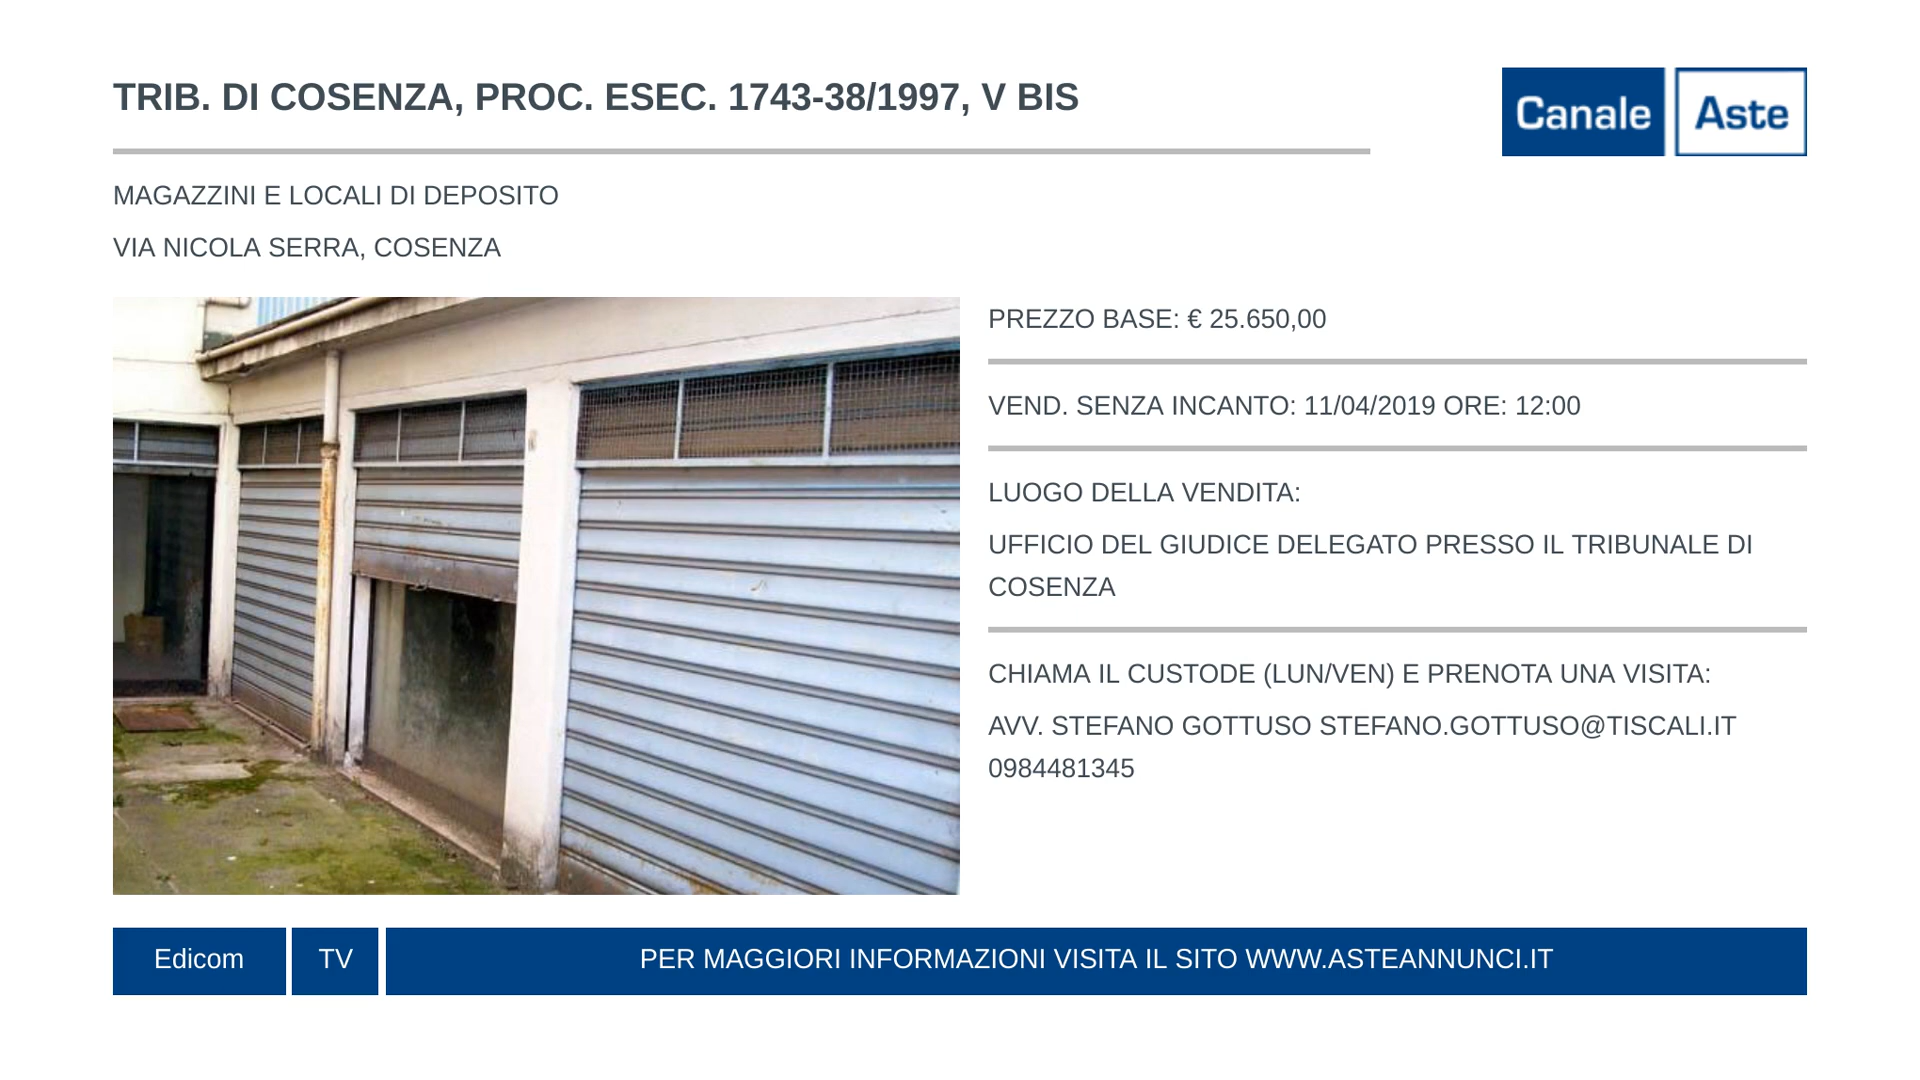 TRIB. DI COSENZA, PROC. ESEC. 1743-38/1997, V BIS
Canale Aste
MAGAZZINI E LOCALI DI DEPOSITO
VIA NICOLA SERRA, COSENZA
PREZZO BASE: € 25.650,00
VEND. SENZA INCANTO: 11/04/2019 ORE: 12:00
LUOGO DELLA VENDITA:
UFFICIO DEL GIUDICE DELEGATO PRESSO IL TRIBUNALE DI
COSENZA
CHIAMA IL CUSTODE (LUN/VEN) E PRENOTA UNA VISITA:
AVV. STEFANO GOTTUSO STEFANO.GOTTUSO@TISCALI.IT
0984481345
Edicom TV PER MAGGIORI INFORMAZIONI VISITA IL SITO WWW.ASTEANNUNCI.IT